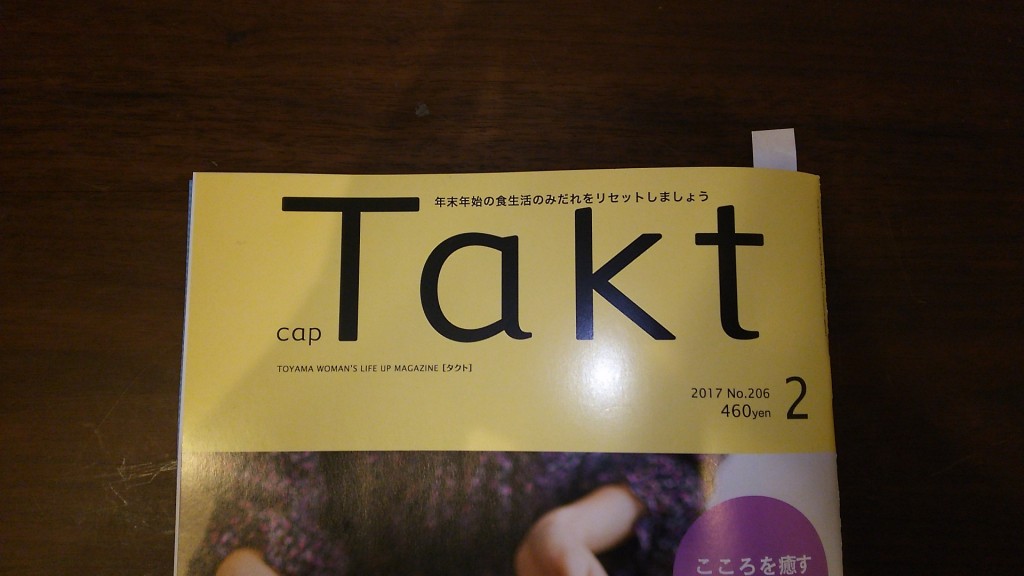 年末年始の食生活のみだれをリセットしましょう
cap Takt
TOYAMA WOMAN'S LIFE UP MAGAZINE [タクト]
2017 No.206
460yen 2
こころを癒す